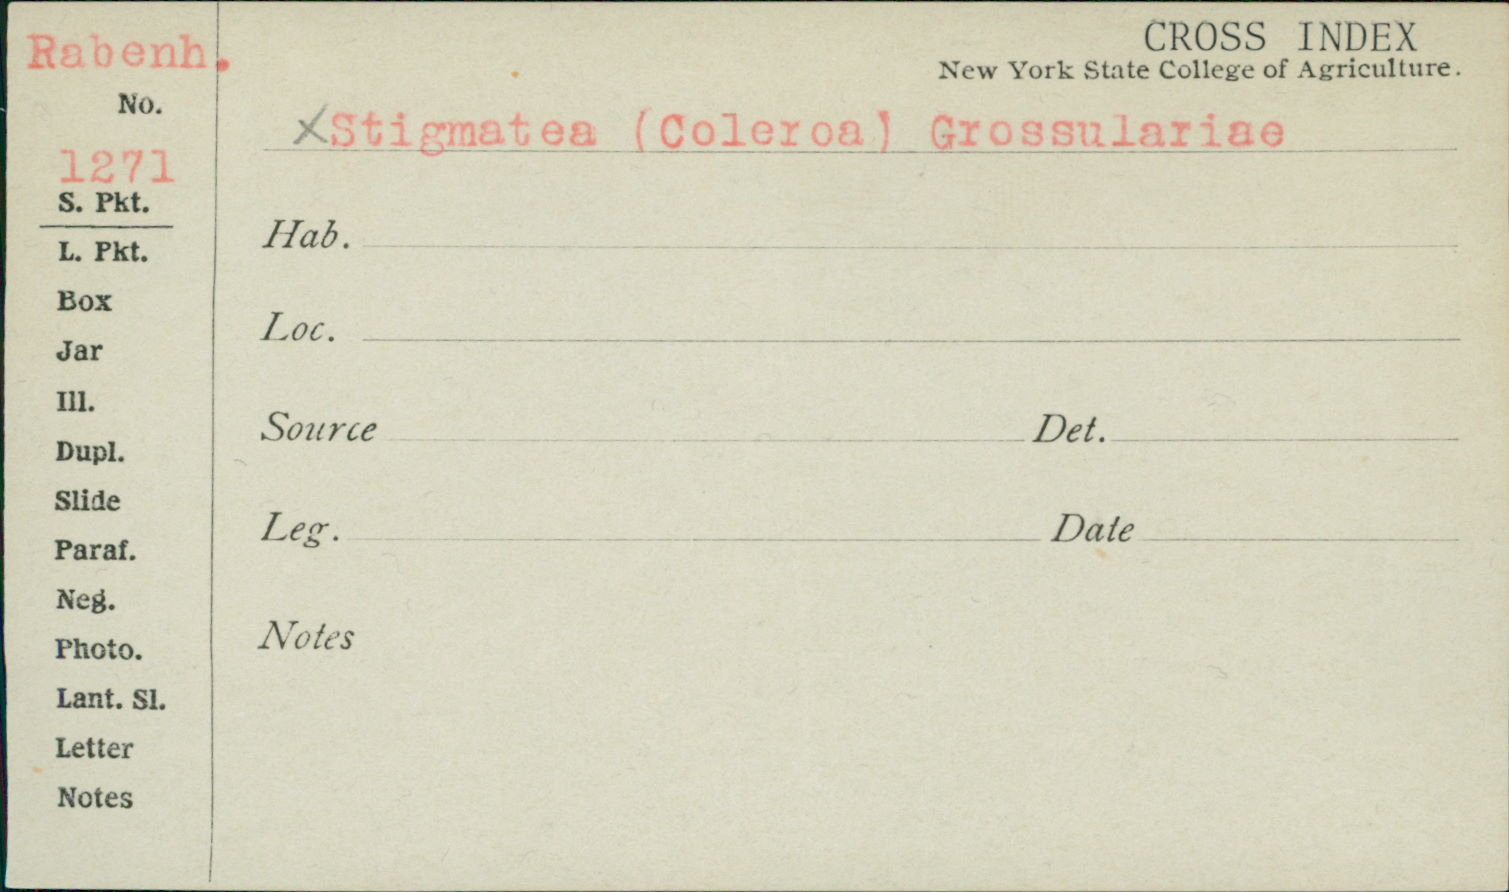 Rabenh.
No.
1271
S. Pkt.
L. Pkt.
Box
Jar
Ill.
Dupl.
Slide
Paraf.
Neg.
Photo.
Lant. Sl.
Letter
Notes
CROSS INDEX
New York State College of Agriculture.
XStigmatea (Coleroa) Grossulariae
Hab.
Loc.
Source Det.
Leg. Date
Notes